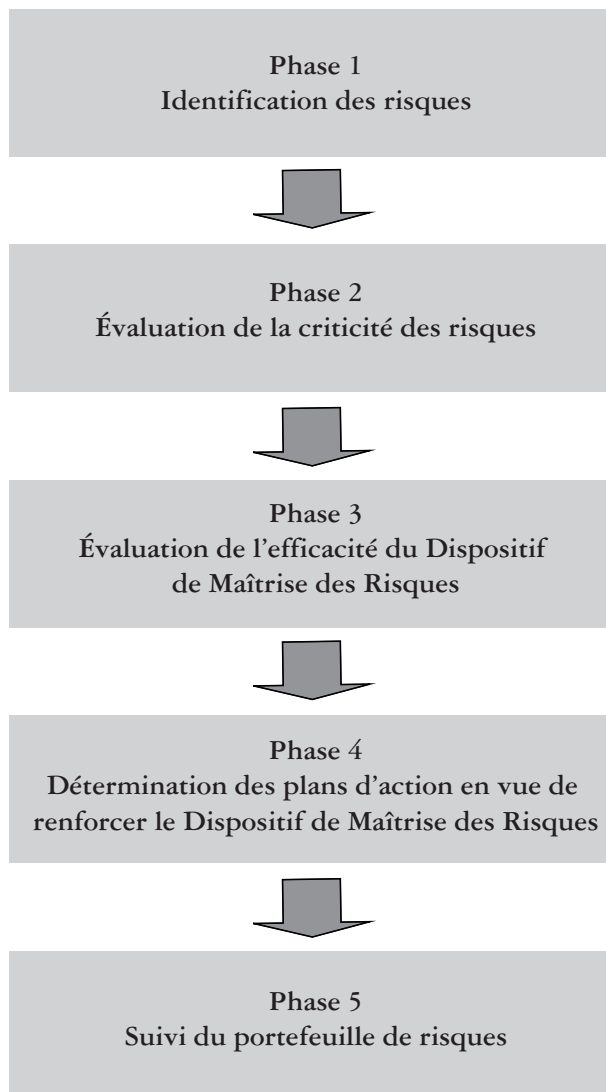 Phase 1
Identification des risques
Phase 2
Évaluation de la criticité des risques
Phase 3
Évaluation de l’efficacité du Dispositif
de Maîtrise des Risques
Phase 4
Détermination des plans d’action en vue de
renforcer le Dispositif de Maîtrise des Risques
Phase 5
Suivi du portefeuille de risques